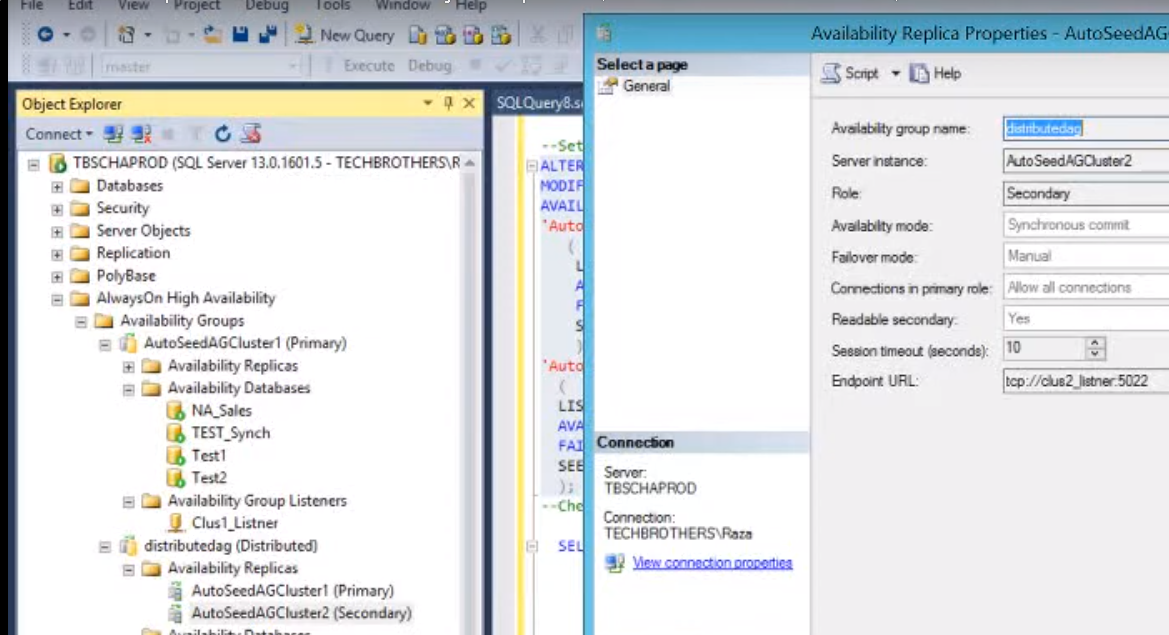 File Edit View Project Debug Tools Window Help
New Query
master
Execute Debug
Object Explorer
Connect
TBSCHAPROD (SQL Server 13.0.1601.5 - TECHBROTHERS\R
Databases
Security
Server Objects
Replication
PolyBase
AlwaysOn High Availability
Availability Groups
AutoSeedAGCluster1 (Primary)
Availability Replicas
Availability Databases
NA_Sales
TEST_Synch
Test1
Test2
Availability Group Listeners
Clus1_Listner
distributedag (Distributed)
Availability Replicas
AutoSeedAGCluster1 (Primary)
AutoSeedAGCluster2 (Secondary)
Availability Databases
SQLQuery8.s
--Set
ALTER
MODIF
AVAIL
'Auto
(
L
A
F
S
)
'Auto
(
LIS
AVA
FAI
SEE
);
--Che
SEL
Availability Replica Properties - AutoSeedAG
Select a page
General
Script Help
Availability group name: distributedag
Server instance: AutoSeedAGCluster2
Role: Secondary
Availability mode: Synchronous commit
Failover mode: Manual
Connections in primary role: Allow all connections
Readable secondary: Yes
Session timeout (seconds): 10
Endpoint URL: tcp://clus2_listner:5022
Connection
Server:
TBSCHAPROD
Connection:
TECHBROTHERS\Raza
View connection properties